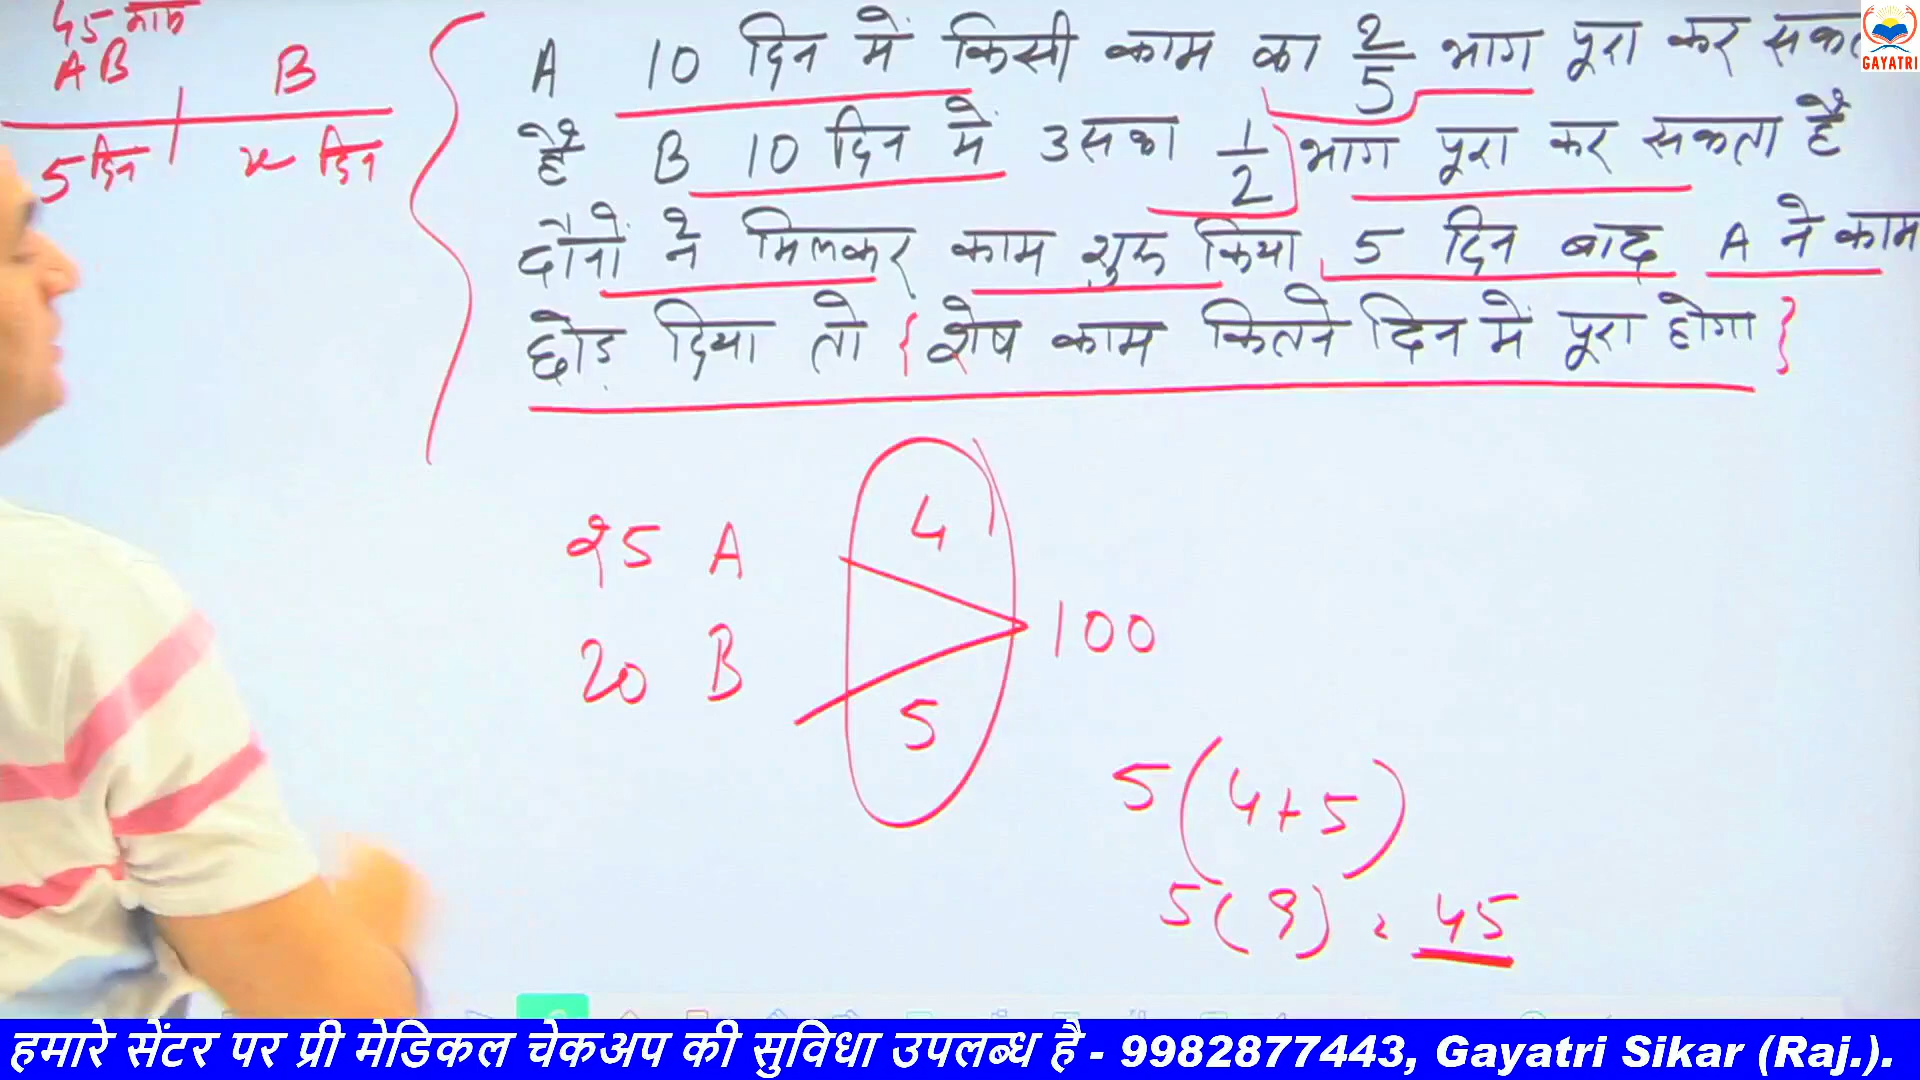 45 भाग
AB B
5 दिन x दिन
A 10 दिन में किसी काम का 2/5 भाग पूरा कर सकता
है B 10 दिन में उसका 1/2 भाग पूरा कर सकता है
दोनों ने मिलकर काम शुरू किया 5 दिन बाद A ने काम
छोड़ दिया तो { शेष काम कितने दिन में पूरा होगा }
25 A 4
100
20 B 5
5(4+5)
5(9) = 45
GAYATRI
हमारे सेंटर पर प्री मेडिकल चेकअप की सुविधा उपलब्ध है - 9982877443, Gayatri Sikar (Raj.).